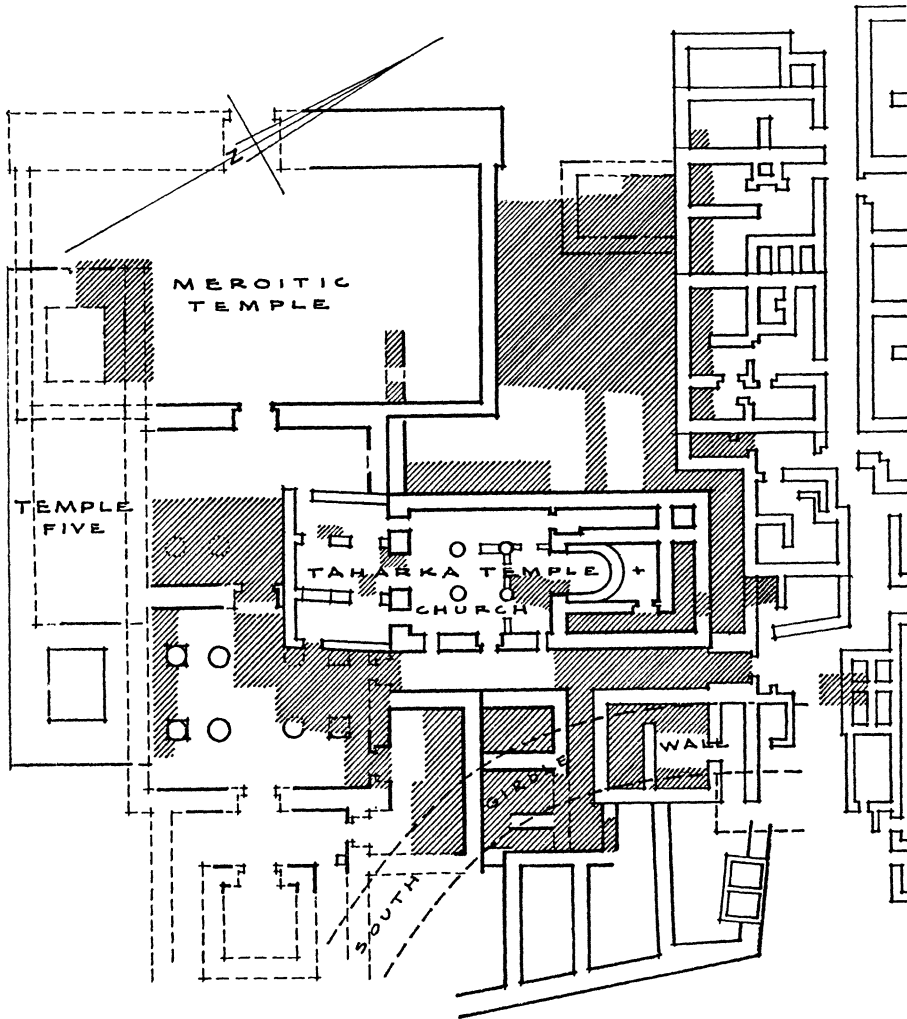 N
MEROITIC
TEMPLE
TEMPLE
FIVE
TAHARKA TEMPLE +
CHURCH
WALL
GIRDLE
SOUTH